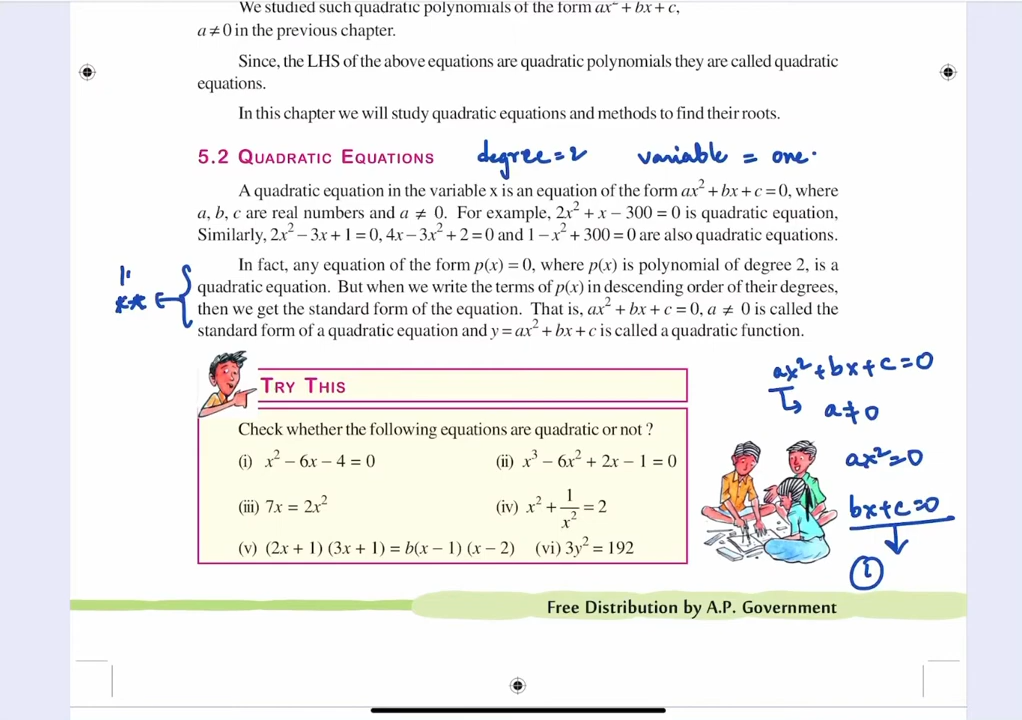 We studied such quadratic polynomials of the form ax² + bx + c,
a ≠ 0 in the previous chapter.
Since, the LHS of the above equations are quadratic polynomials they are called quadratic
equations.
In this chapter we will study quadratic equations and methods to find their roots.
5.2 QUADRATIC EQUATIONS degree=2 variable = one.
A quadratic equation in the variable x is an equation of the form ax² + bx + c = 0, where
a, b, c are real numbers and a ≠ 0. For example, 2x² + x − 300 = 0 is quadratic equation,
Similarly, 2x² − 3x + 1 = 0, 4x − 3x² + 2 = 0 and 1 − x² + 300 = 0 are also quadratic equations.
In fact, any equation of the form p(x) = 0, where p(x) is polynomial of degree 2, is a
quadratic equation. But when we write the terms of p(x) in descending order of their degrees,
then we get the standard form of the equation. That is, ax² + bx + c = 0, a ≠ 0 is called the
standard form of a quadratic equation and y = ax² + bx + c is called a quadratic function.
TRY THIS
Check whether the following equations are quadratic or not ?
(i) x² − 6x − 4 = 0 (ii) x³ − 6x² + 2x − 1 = 0
(iii) 7x = 2x² (iv) x² + 1/x² = 2
(v) (2x + 1) (3x + 1) = b(x − 1) (x − 2) (vi) 3y² = 192
ax²+bx+c=0
a≠0
ax²=0
bx+c=0
Free Distribution by A.P. Government